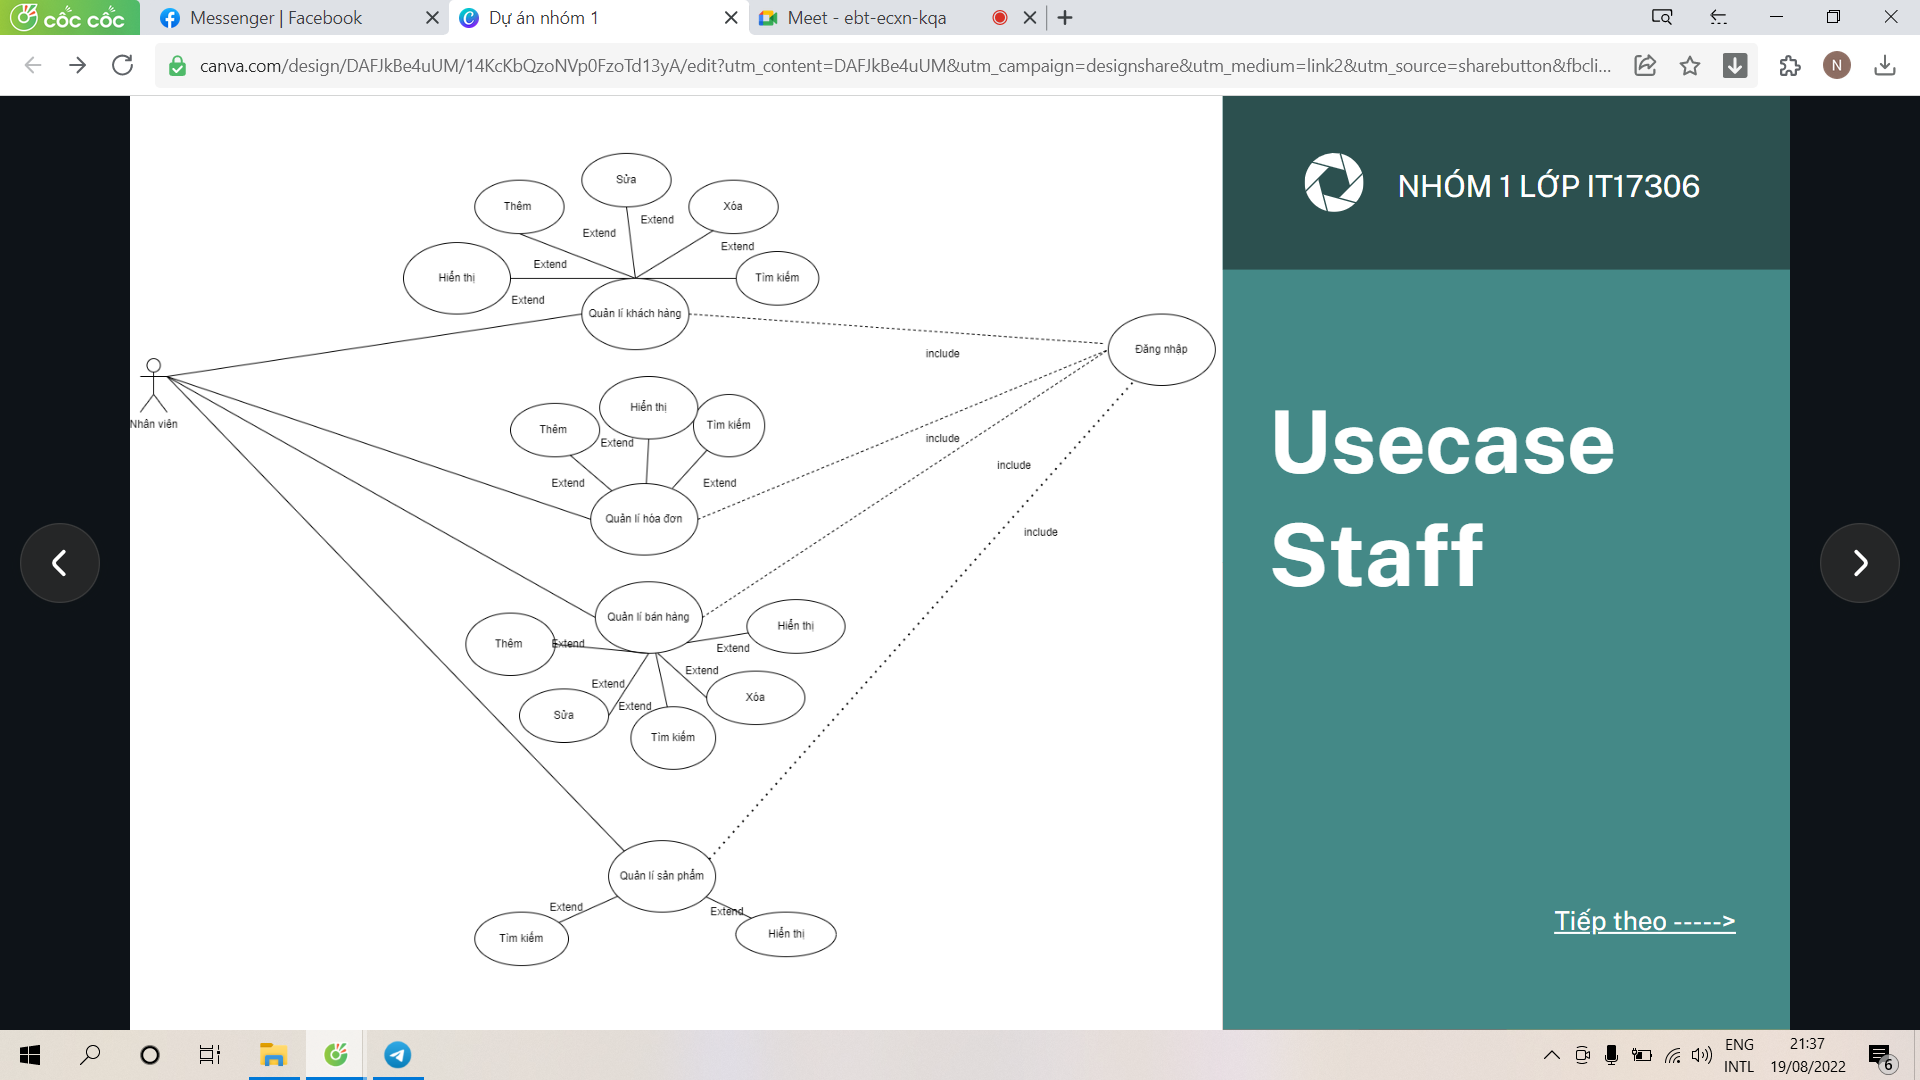 cốc cốc
Messenger | Facebook
Dự án nhóm 1
Meet - ebt-ecxn-kqa
canva.com/design/DAFJkBe4uUM/14KcKbQzoNVp0FzoTd13yA/edit?utm_content=DAFJkBe4uUM&utm_campaign=designshare&utm_medium=link2&utm_source=sharebutton&fbcli...
N
Sửa
Thêm
Xóa
Extend
Extend
Extend
Extend
Hiển thị
Tìm kiếm
Extend
Quản lí khách hàng
Đăng nhập
include
Nhân viên
Hiển thị
Thêm
Tìm kiếm
Extend
include
include
Extend
Extend
Quản lí hóa đơn
include
Quản lí bán hàng
Hiển thị
Thêm
Extend
Extend
Extend
Extend
Xóa
Extend
Sửa
Tìm kiếm
Quản lí sản phẩm
Extend
Extend
Tìm kiếm
Hiển thị
NHÓM 1 LỚP IT17306
Usecase
Staff
Tiếp theo ----->
ENG
INTL
21:37
19/08/2022
6